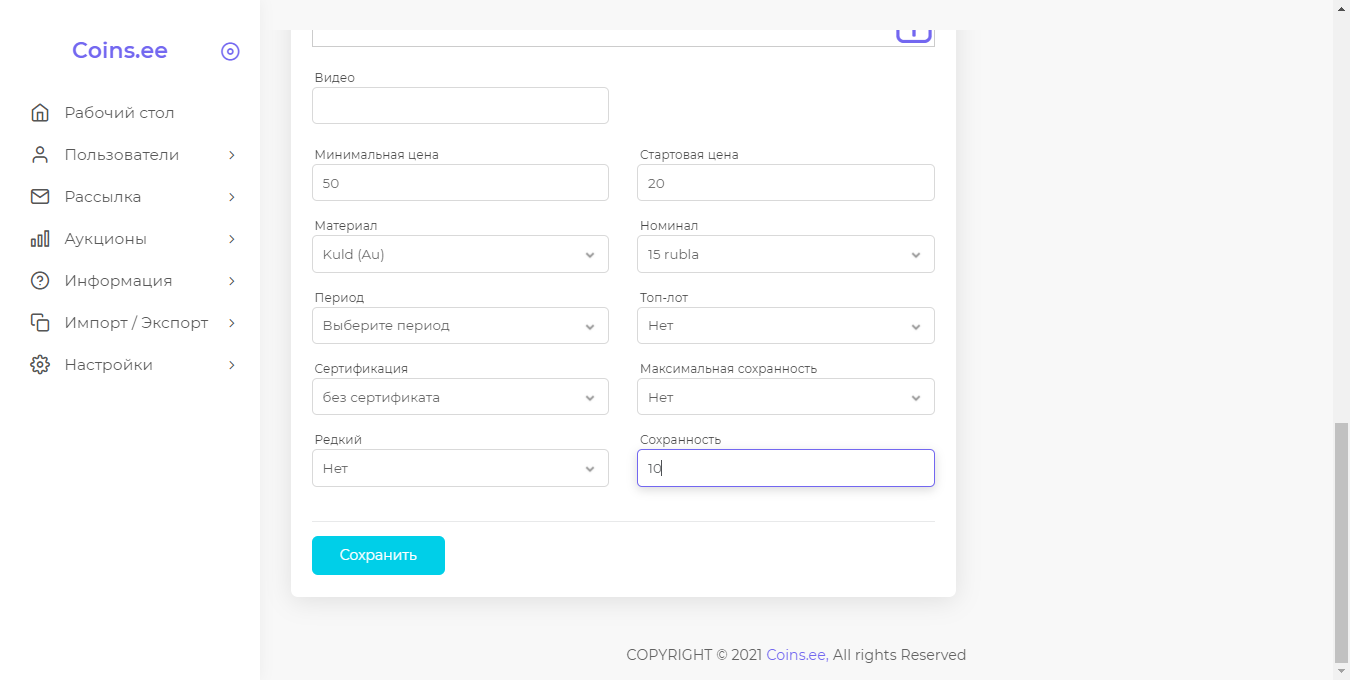 Coins.ee
Рабочий стол
Пользователи
Рассылка
Аукционы
Информация
Импорт / Экспорт
Настройки
Видео
Минимальная цена
Стартовая цена
50
20
Материал
Номинал
Kuld (Au)
15 rubla
Период
Топ-лот
Выберите период
Нет
Сертификация
Максимальная сохранность
без сертификата
Нет
Редкий
Сохранность
Нет
10
Сохранить
COPYRIGHT © 2021 Coins.ee, All rights Reserved